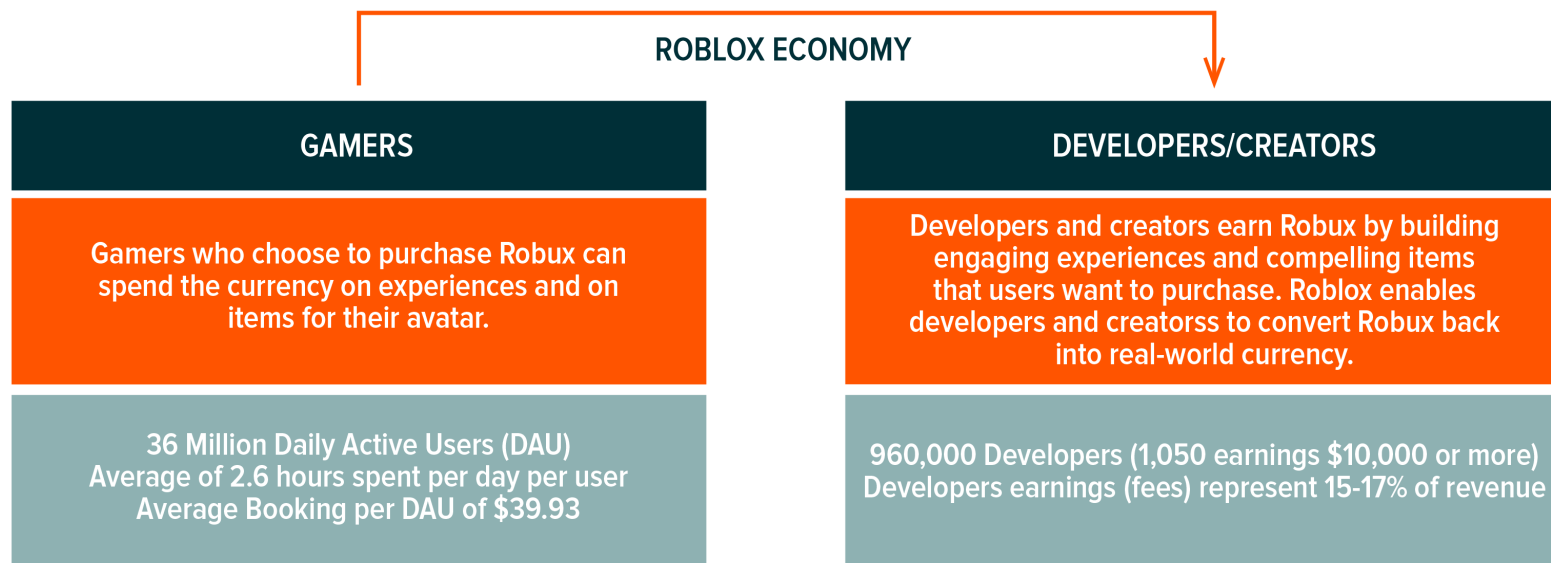 ROBLOX ECONOMY
GAMERS
Gamers who choose to purchase Robux can
spend the currency on experiences and on
items for their avatar.
36 Million Daily Active Users (DAU)
Average of 2.6 hours spent per day per user
Average Booking per DAU of $39.93
DEVELOPERS/CREATORS
Developers and creators earn Robux by building
engaging experiences and compelling items
that users want to purchase. Roblox enables
developers and creatorss to convert Robux back
into real-world currency.
960,000 Developers (1,050 earnings $10,000 or more)
Developers earnings (fees) represent 15-17% of revenue